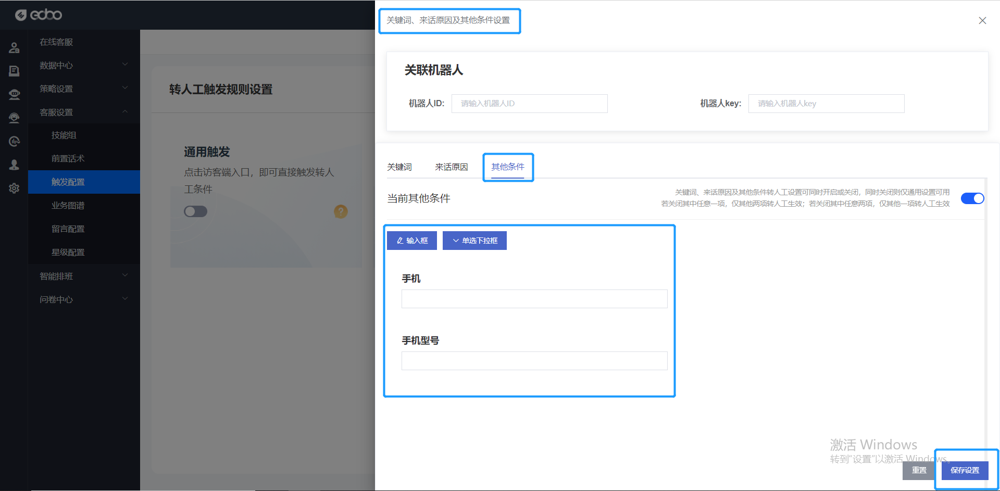 edbo
在线客服
数据中心
策略设置
客服设置
技能组
前置话术
触发配置
业务图谱
留言配置
星级配置
智能排班
问卷中心
转人工触发规则设置
通用触发
点击访客端入口，即可直接触发转人
工条件
?
关键词、来话原因及其他条件设置
关联机器人
机器人ID: 请输入机器人ID
机器人key: 请输入机器人key
关键词 来话原因 其他条件
当前其他条件
关键词、来话原因及其他条件转人工设置可同时开启或关闭，同时关闭则仅通用设置可用
若关闭其中任意一项，仅其他两项转人工生效；若关闭其中任意两项，仅其他一项转人工生效
输入框 单选下拉框
手机
手机型号
激活 Windows
转到“设置”以激活 Windows。
重置 保存设置